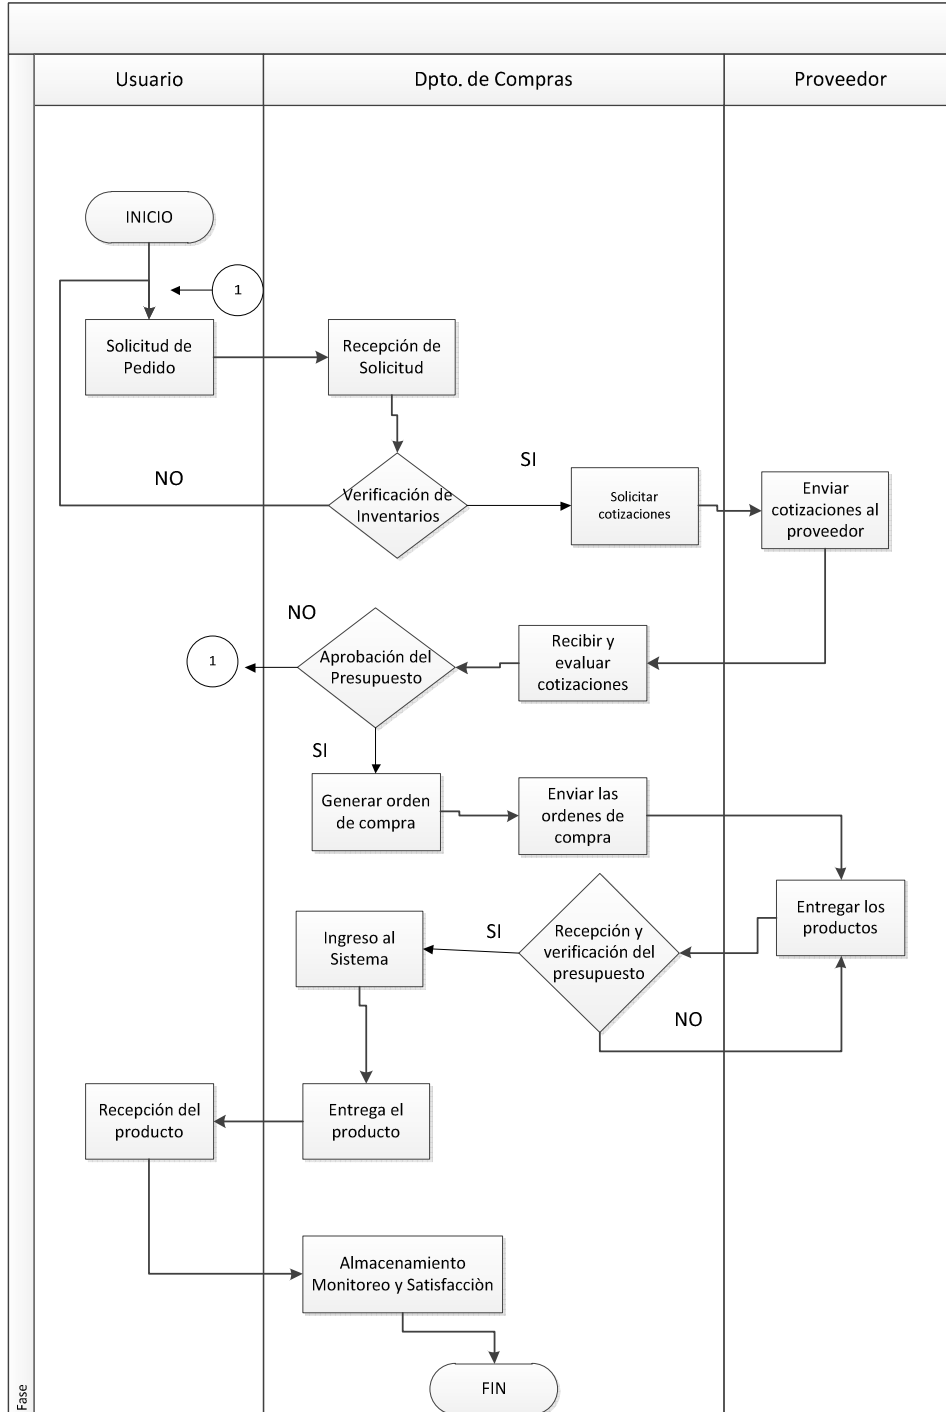 Usuario
Dpto. de Compras
Proveedor
INICIO
1
Solicitud de
Pedido
Recepción de
Solicitud
NO
SI
Verificación de
Inventarios
Solicitar
cotizaciones
Enviar
cotizaciones al
proveedor
NO
1
Aprobación del
Presupuesto
Recibir y
evaluar
cotizaciones
SI
Generar orden
de compra
Enviar las
ordenes de
compra
Entregar los
productos
Ingreso al
Sistema
SI
Recepción y
verificación del
presupuesto
NO
Recepción del
producto
Entrega el
producto
Almacenamiento
Monitoreo y Satisfacciòn
FIN
Fase